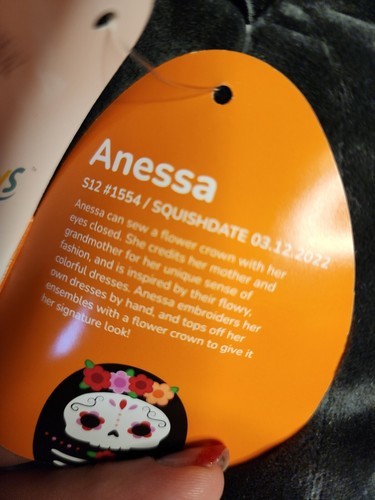 Anessa
S12 #1554 / SQUISHDATE 03.12.2022
Anessa can sew a flower crown with her
eyes closed. She credits her mother and
grandmother for her unique sense of
fashion, and is inspired by their flowy,
colorful dresses. Anessa embroiders her
own dresses by hand, and tops off her
ensembles with a flower crown to give it
her signature look!